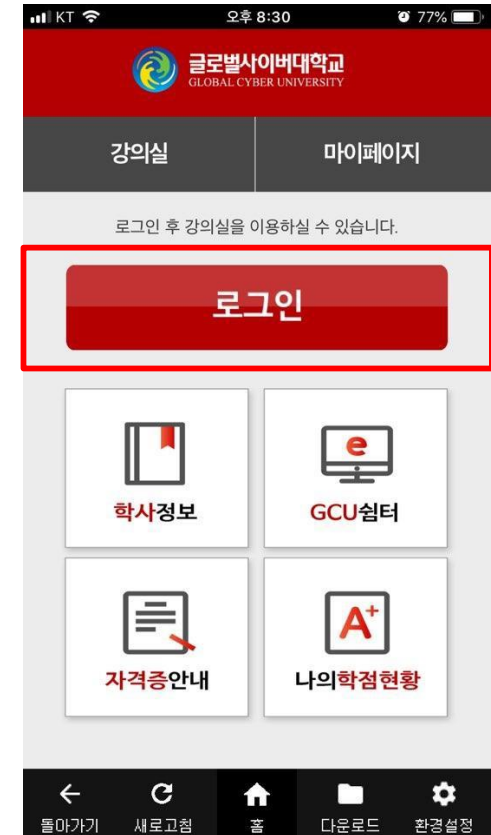 KT 오후 8:30 77%
글로벌사이버대학교
GLOBAL CYBER UNIVERSITY
강의실 마이페이지
로그인 후 강의실을 이용하실 수 있습니다.
로그인
학사정보 GCU쉼터
자격증안내 나의학점현황
돌아가기 새로고침 홈 다운로드 환경설정